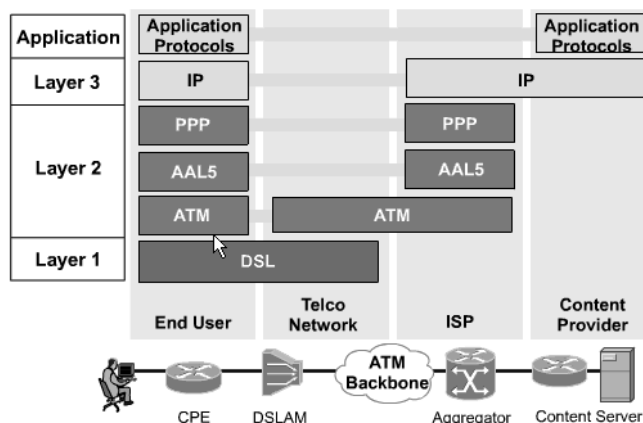 Application
Application Protocols
Application Protocols
Layer 3
IP
IP
Layer 2
PPP
PPP
AAL5
AAL5
ATM
ATM
Layer 1
DSL
End User
Telco Network
ISP
Content Provider
ATM Backbone
CPE
DSLAM
Aggregator
Content Server